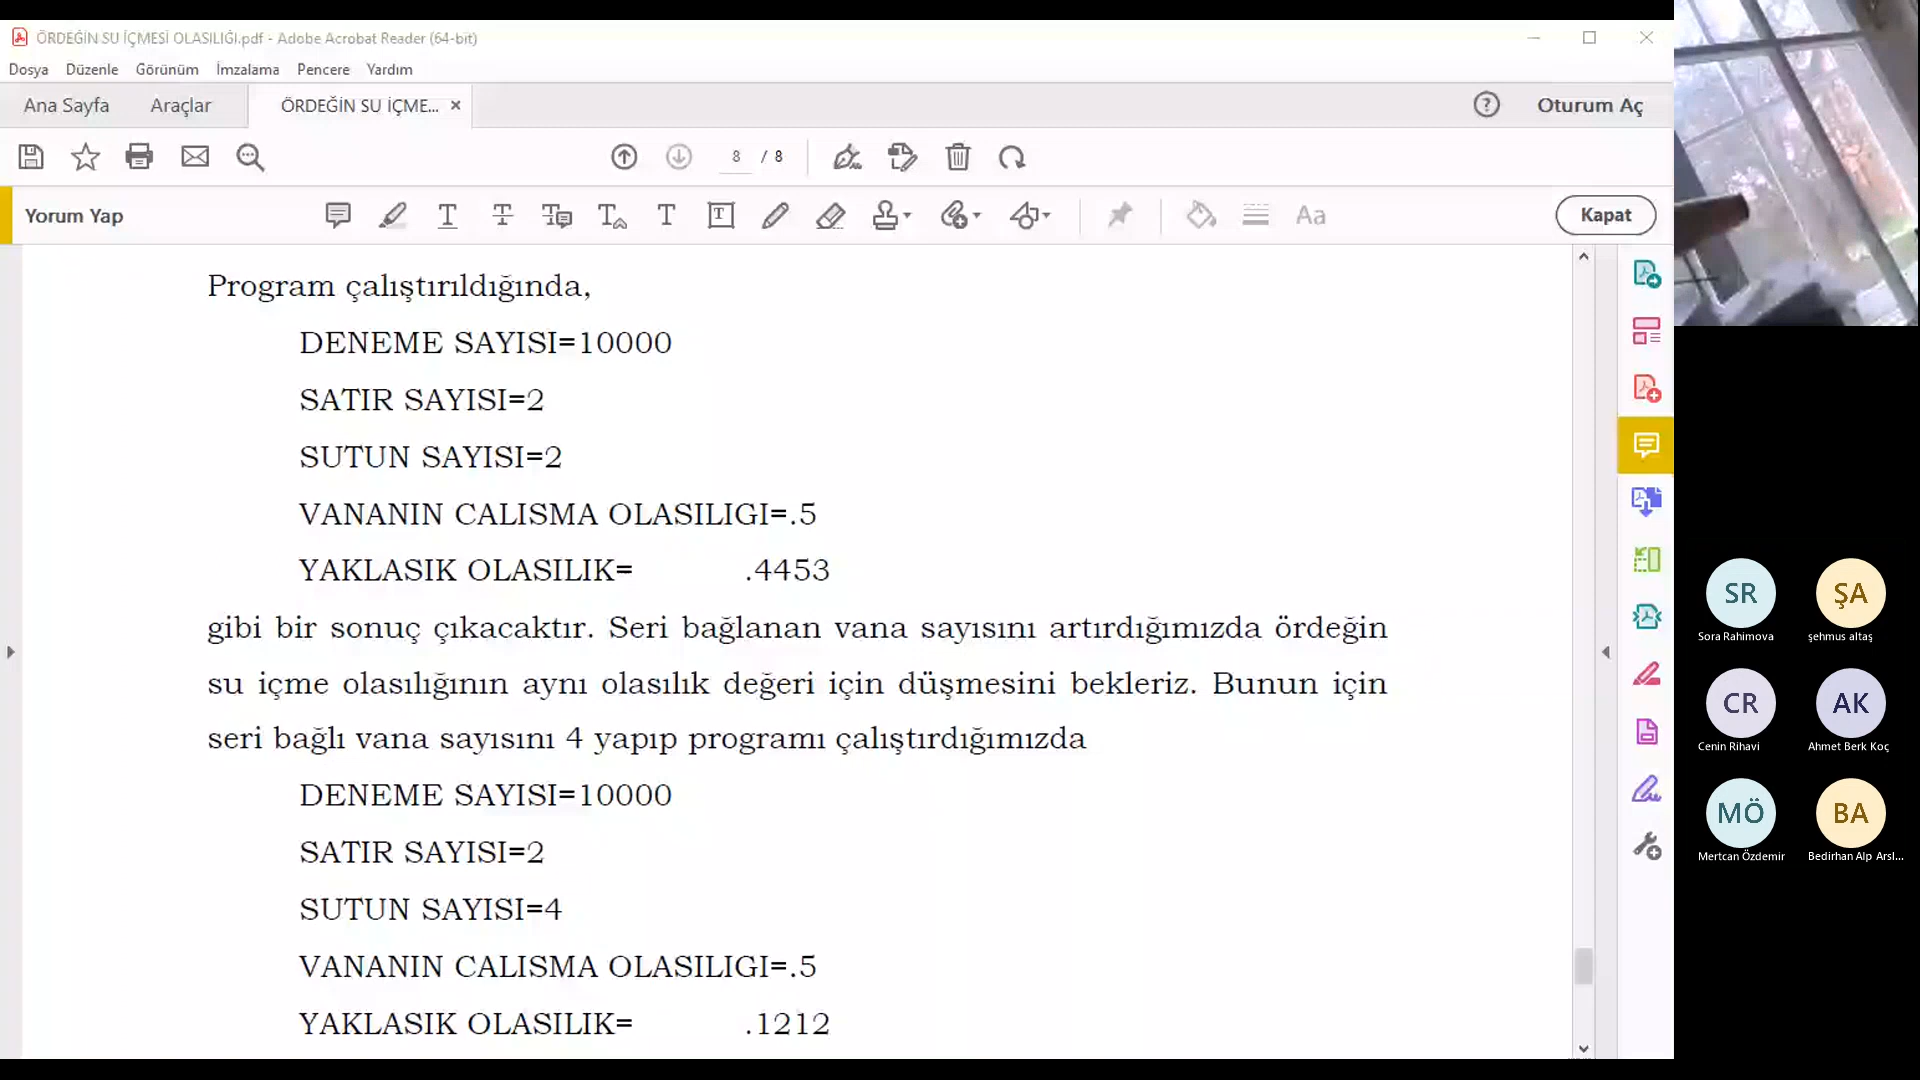 ÖRDEĞİN SU İÇMESİ OLASILIĞI.pdf - Adobe Acrobat Reader (64-bit)
Dosya Düzenle Görünüm İmzalama Pencere Yardım
Ana Sayfa Araçlar ÖRDEĞİN SU İÇME... × ? Oturum Aç
8 / 8
Yorum Yap Aa Kapat
Program çalıştırıldığında,
DENEME SAYISI=10000
SATIR SAYISI=2
SUTUN SAYISI=2
VANANIN CALISMA OLASILIGI=.5
YAKLASIK OLASILIK= .4453
gibi bir sonuç çıkacaktır. Seri bağlanan vana sayısını artırdığımızda ördeğin
su içme olasılığının aynı olasılık değeri için düşmesini bekleriz. Bunun için
seri bağlı vana sayısını 4 yapıp programı çalıştırdığımızda
DENEME SAYISI=10000
SATIR SAYISI=2
SUTUN SAYISI=4
VANANIN CALISMA OLASILIGI=.5
YAKLASIK OLASILIK= .1212
SR ŞA
Sora Rahimova şehmus altaş
CR AK
Cenin Rihavi Ahmet Berk Koç
MÖ BA
Mertcan Özdemir Bedirhan Alp Arsl...